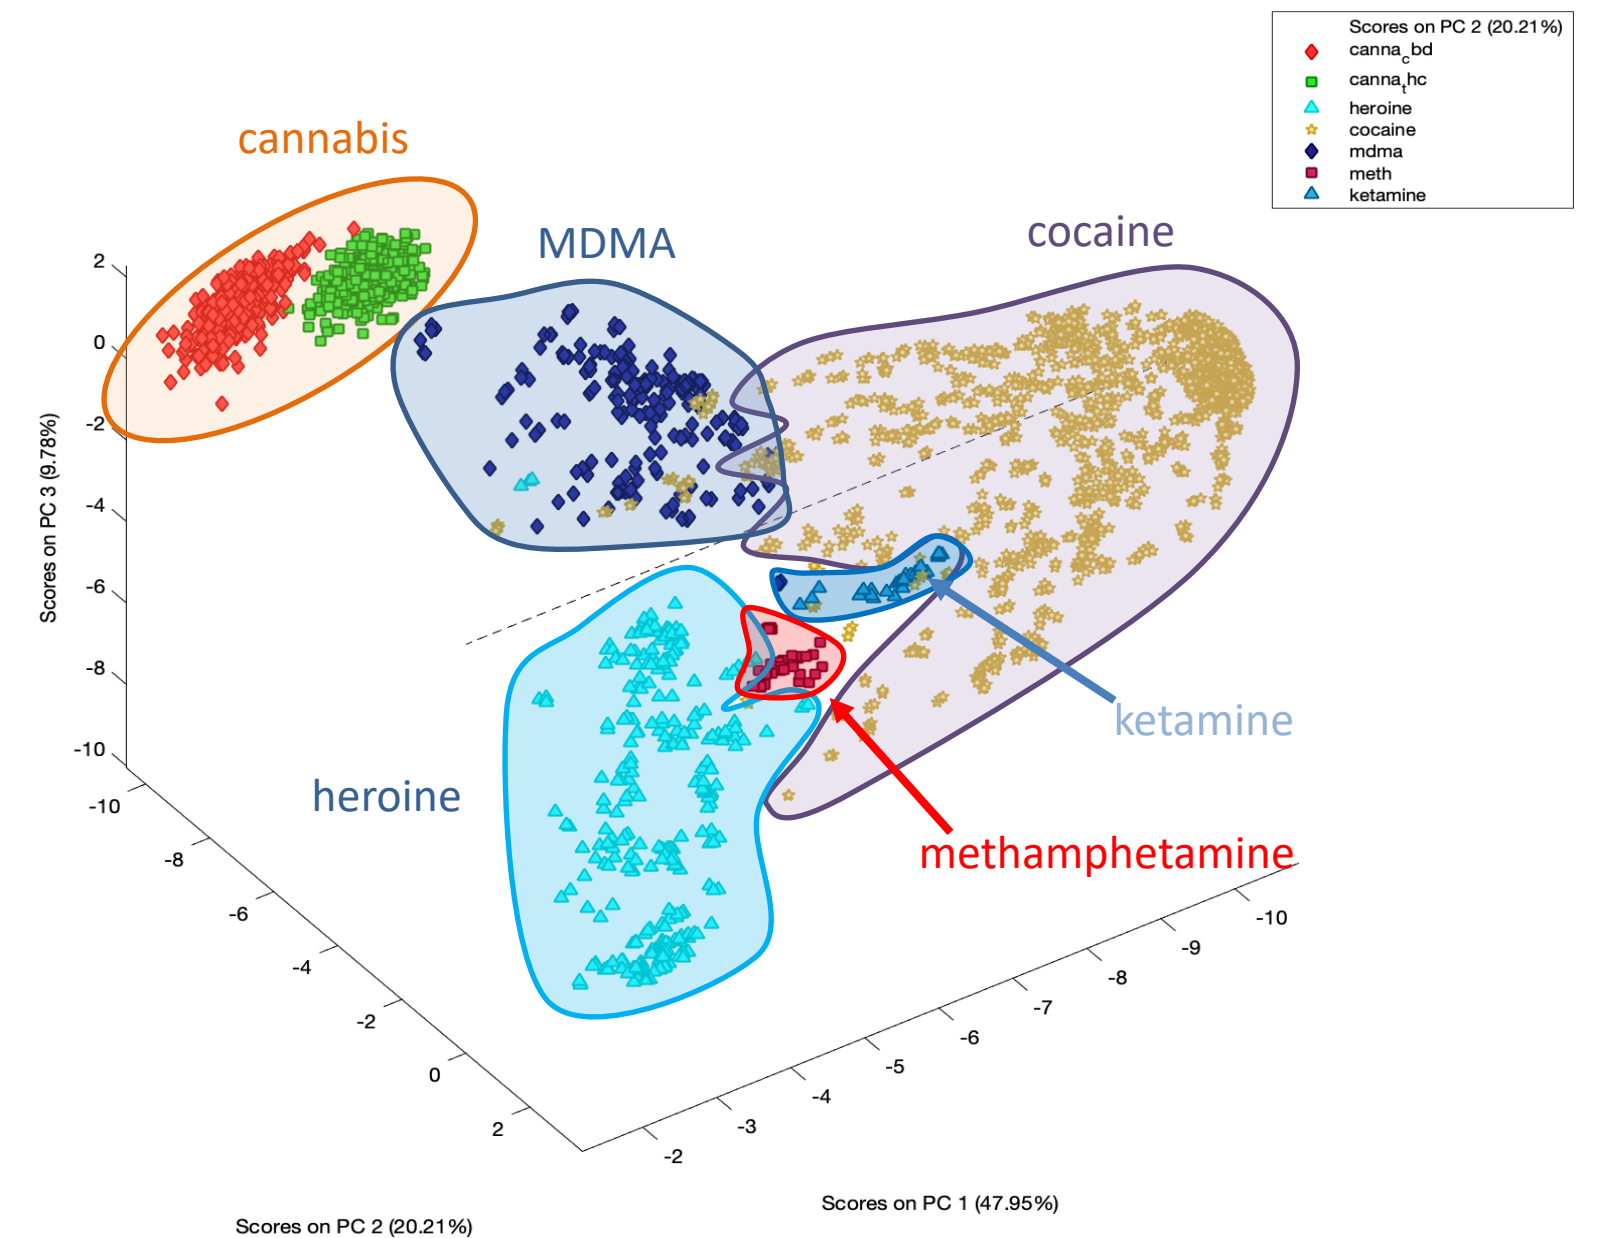 Scores on PC 2 (20.21%)
canna_cbd
canna_thc
heroine
cocaine
mdma
meth
ketamine
cannabis
MDMA
cocaine
heroine
ketamine
methamphetamine
2
0
-2
-4
-6
-8
-10
Scores on PC 3 (9.78%)
-10
-8
-6
-4
-2
0
2
Scores on PC 2 (20.21%)
-10
-9
-8
-7
-6
-5
-4
-3
-2
Scores on PC 1 (47.95%)